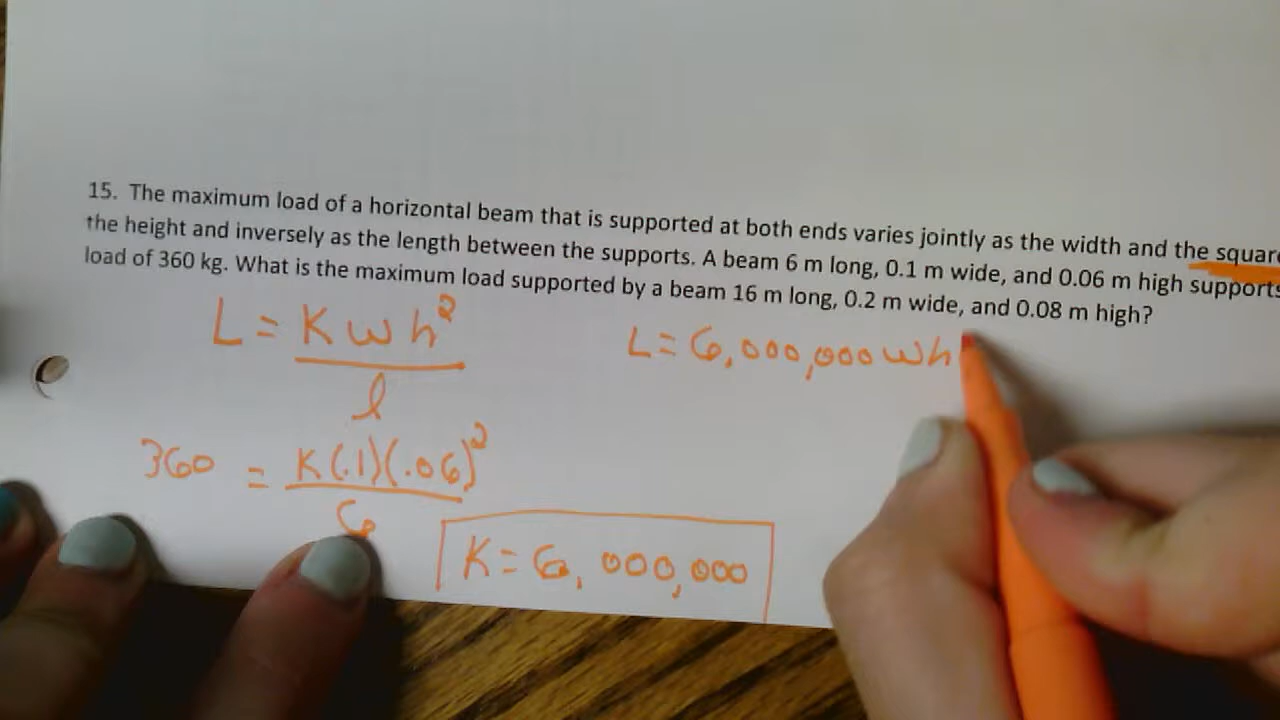 15. The maximum load of a horizontal beam that is supported at both ends varies jointly as the width and the square
the height and inversely as the length between the supports. A beam 6 m long, 0.1 m wide, and 0.06 m high supports
load of 360 kg. What is the maximum load supported by a beam 16 m long, 0.2 m wide, and 0.08 m high?
L = Kwh²
l
L = 6,000,000 wh
360 = K(.1)(.06)²
6
K = 6,000,000